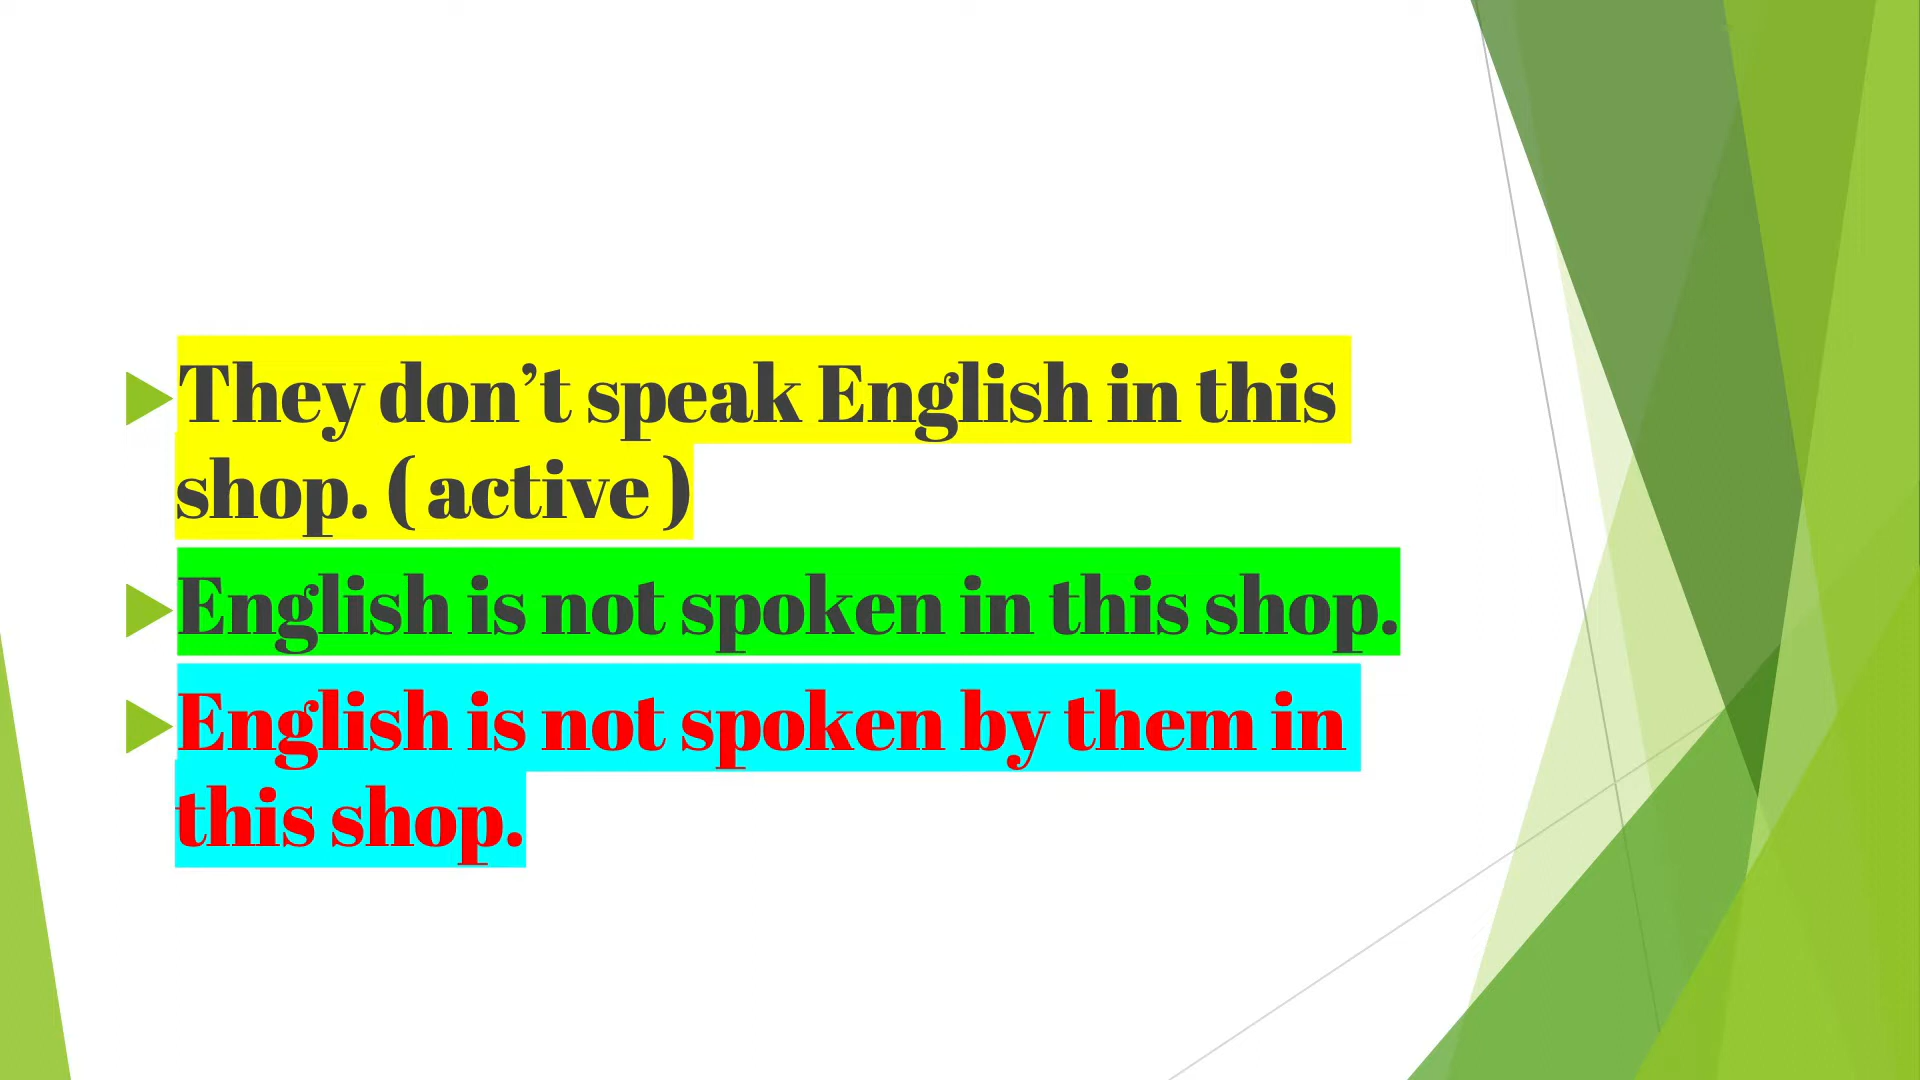 They don’t speak English in this
shop. ( active )
English is not spoken in this shop.
English is not spoken by them in
this shop.